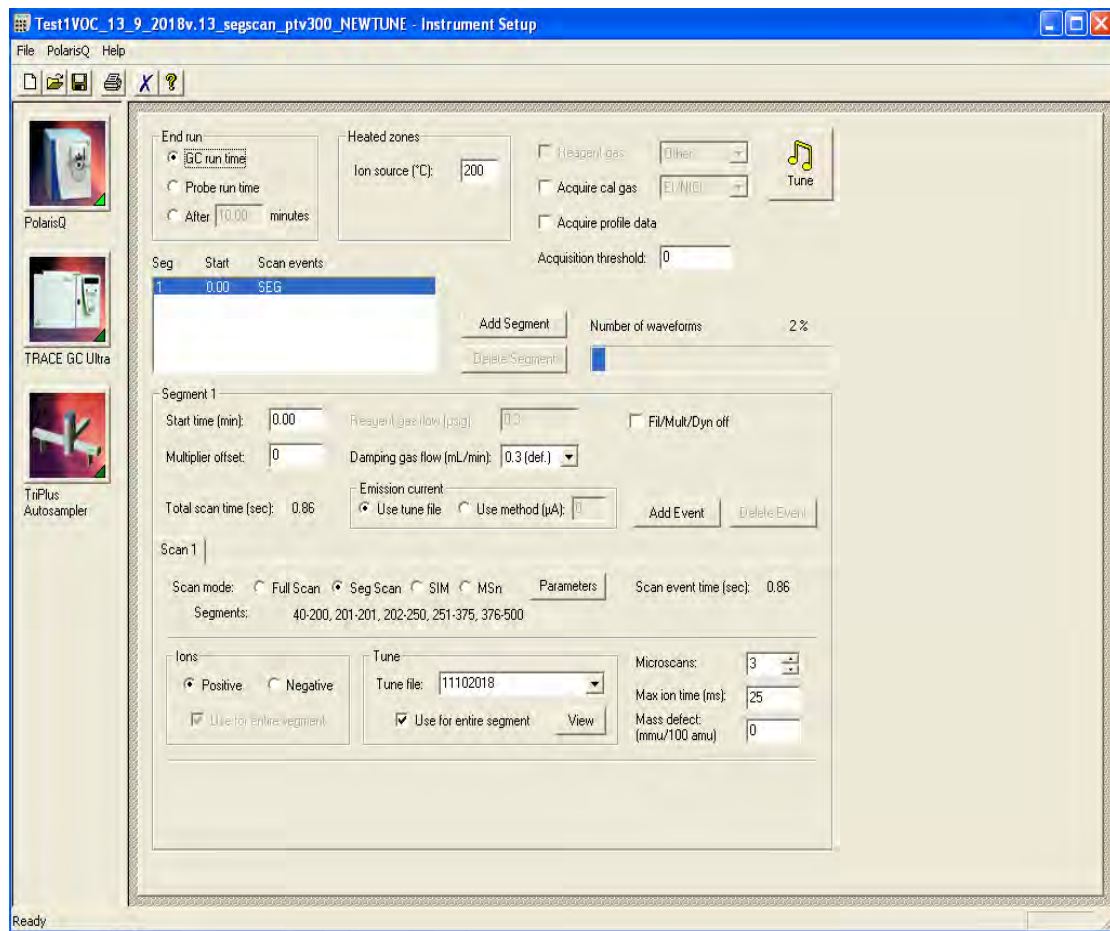 Test1VOC_13_9_2018v.13_segscan_ptv300_NEWTUNE - Instrument Setup
File PolarisQ Help
End run
GC run time
Probe run time
After 10.00 minutes
Heated zones
Ion source (°C): 200
Reagent gas Other
Acquire cal gas EI/NICI
Acquire profile data
Acquisition threshold: 0
Tune
PolarisQ
TRACE GC Ultra
TriPlus
Autosampler
Seg Start Scan events
1 0.00 SEG
Add Segment
Delete Segment
Number of waveforms 2 %
Segment 1
Start time (min): 0.00
Reagent gas flow (psig) 0.3
Fil/Mult/Dyn off
Multiplier offset: 0
Damping gas flow (mL/min): 0.3 (def.)
Total scan time (sec): 0.86
Emission current
Use tune file Use method (µA): 0
Add Event Delete Event
Scan 1
Scan mode: Full Scan Seg Scan SIM MSn Parameters Scan event time (sec): 0.86
Segments: 40-200, 201-201, 202-250, 251-375, 376-500
Ions
Positive Negative
Use for entire segment
Tune
Tune file: 11102018
Use for entire segment View
Microscans: 3
Max ion time (ms): 25
Mass defect:
(mmu/100 amu) 0
Ready